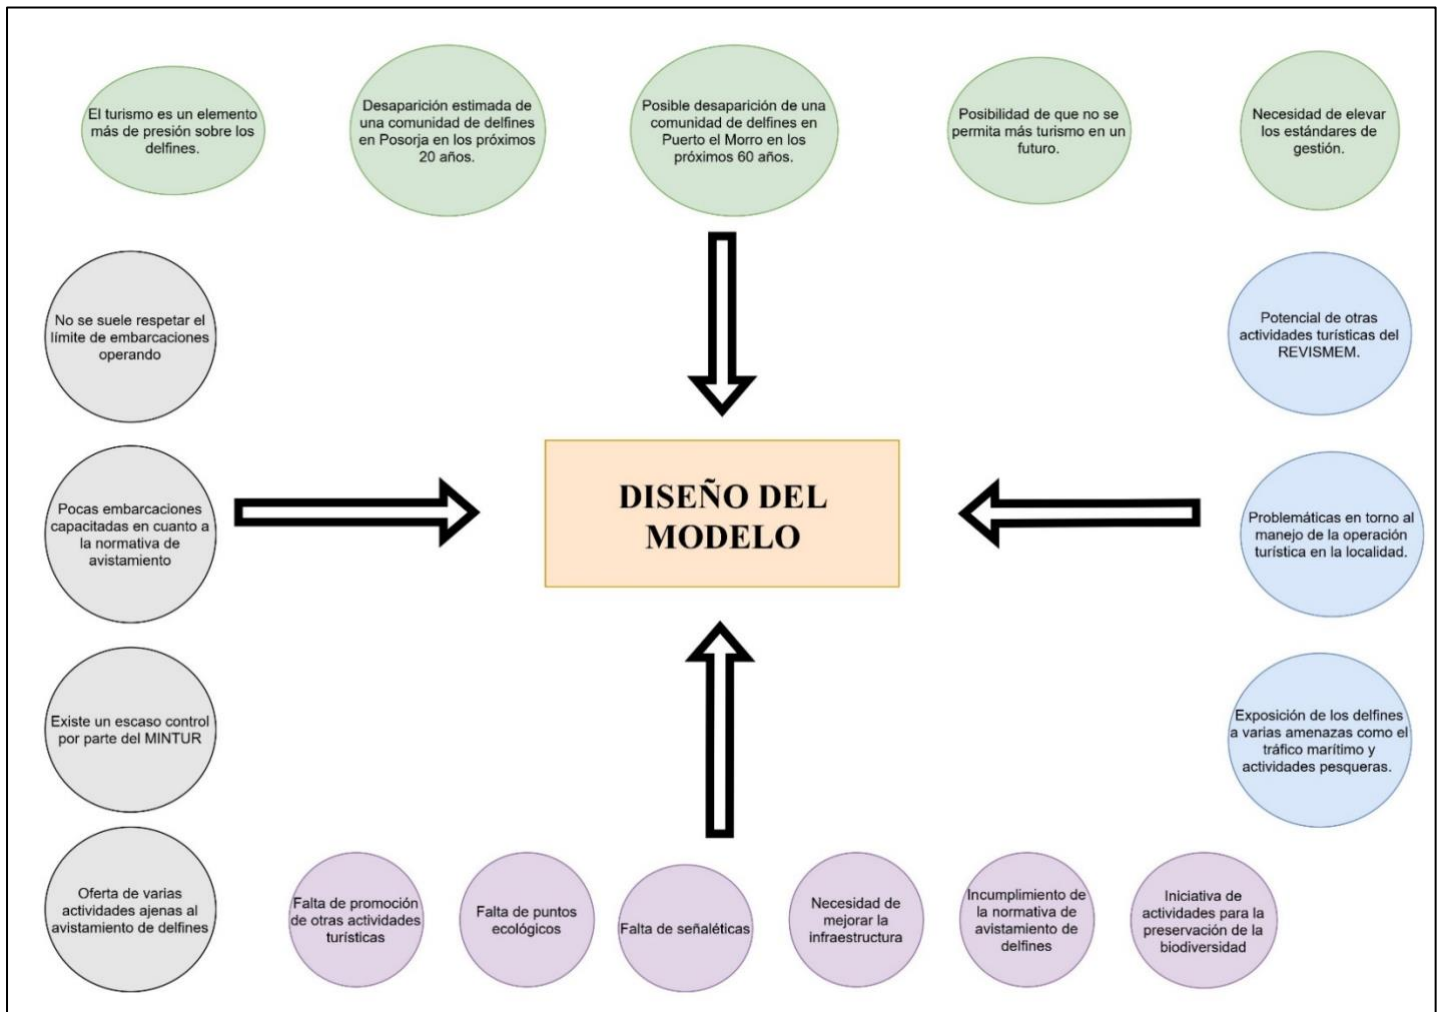 El turismo es un elemento
más de presión sobre los
delfines.
Desaparición estimada de
una comunidad de delfines
en Posorja en los próximos
20 años.
Posible desaparición de una
comunidad de delfines en
Puerto el Morro en los
próximos 60 años.
Posibilidad de que no se
permita más turismo en un
futuro.
Necesidad de elevar
los estándares de
gestión.
No se suele respetar el
límite de embarcaciones
operando
Pocas embarcaciones
capacitadas en cuanto a
la normativa de
avistamiento
Existe un escaso control
por parte del MINTUR
Oferta de varias
actividades ajenas al
avistamiento de delfines
DISEÑO DEL
MODELO
Potencial de otras
actividades turísticas del
REVISMEM.
Problemáticas en torno al
manejo de la operación
turística en la localidad.
Exposición de los delfines
a varias amenazas como el
tráfico marítimo y
actividades pesqueras.
Falta de promoción
de otras actividades
turísticas
Falta de puntos
ecológicos
Falta de señaléticas
Necesidad de
mejorar la
infraestructura
Incumplimiento de
la normativa de
avistamiento de
delfines
Iniciativa de
actividades para la
preservación de la
biodiversidad